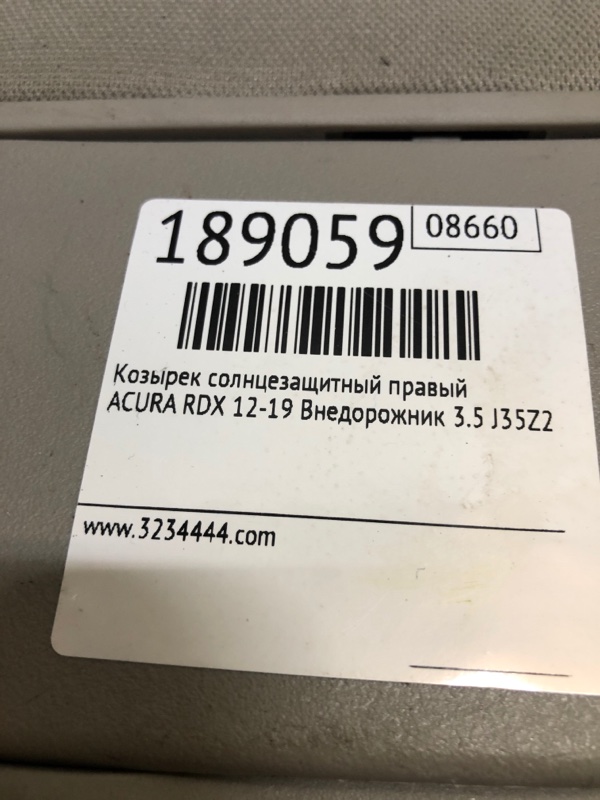 189059
08660
Козырек солнцезащитный правый
ACURA RDX 12-19 Внедорожник 3.5 J35Z2
www.3234444.com